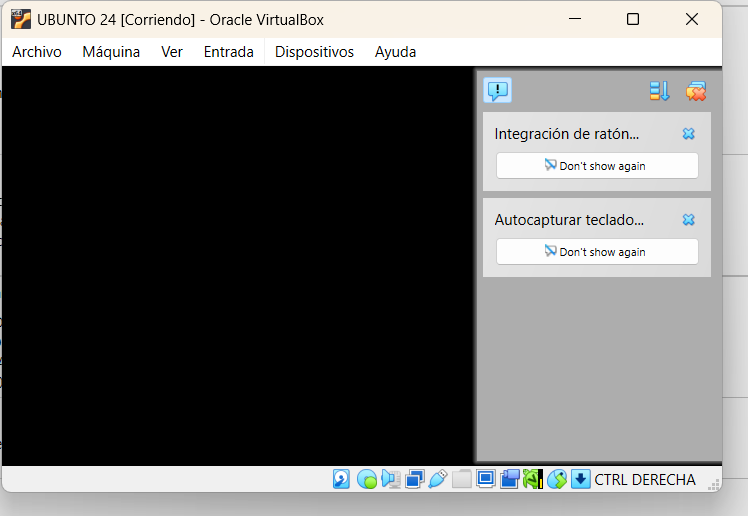 UBUNTO 24 [Corriendo] - Oracle VirtualBox
Archivo Máquina Ver Entrada Dispositivos Ayuda
Integración de ratón...
Don't show again
Autocapturar teclado...
Don't show again
CTRL DERECHA